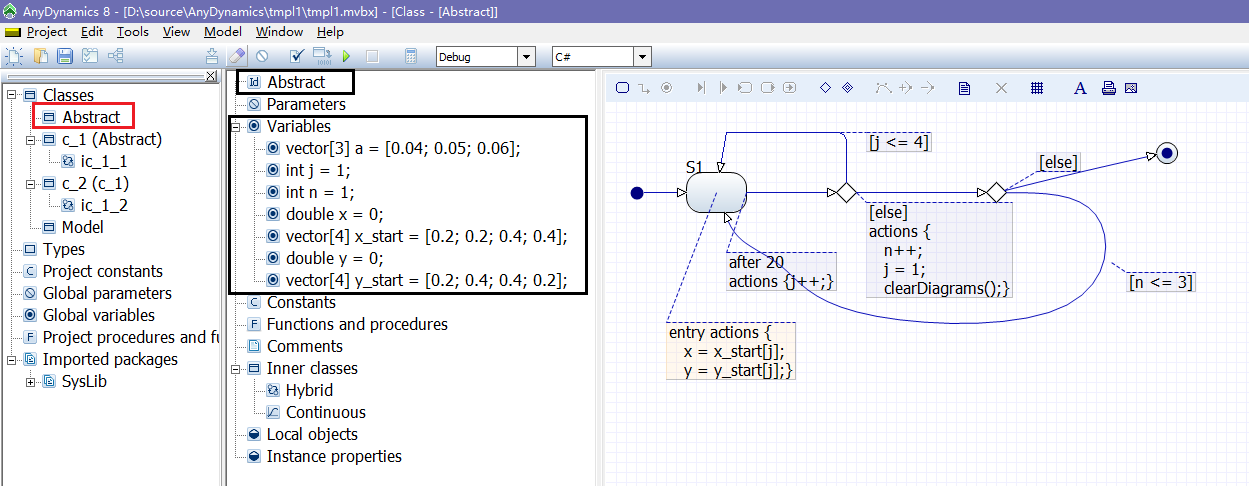 AnyDynamics 8 - [D:\source\AnyDynamics\tmpl1\tmpl1.mvbx] - [Class - [Abstract]]
Project Edit Tools View Model Window Help
Debug C#
Classes
Abstract
c_1 (Abstract)
ic_1_1
c_2 (c_1)
ic_1_2
Model
Types
Project constants
Global parameters
Global variables
Project procedures and fu
Imported packages
SysLib
Id Abstract
Parameters
Variables
vector[3] a = [0.04; 0.05; 0.06];
int j = 1;
int n = 1;
double x = 0;
vector[4] x_start = [0.2; 0.2; 0.4; 0.4];
double y = 0;
vector[4] y_start = [0.2; 0.4; 0.4; 0.2];
C Constants
F Functions and procedures
Comments
Inner classes
Hybrid
Continuous
Local objects
Instance properties
A
[j <= 4]
[else]
S1
[else]
actions {
n++;
j = 1;
clearDiagrams();}
after 20
actions {j++;}
[n <= 3]
entry actions {
x = x_start[j];
y = y_start[j];}